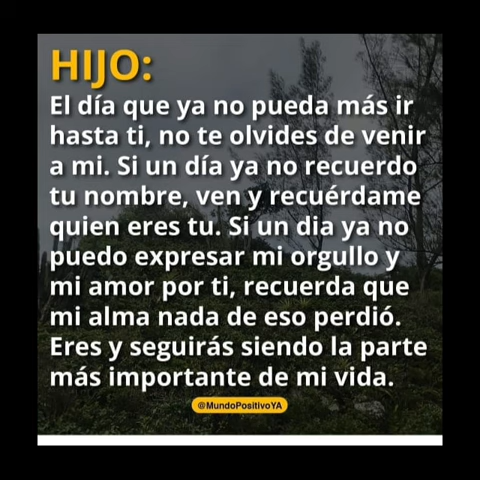 HIJO:
El día que ya no pueda más ir
hasta ti, no te olvides de venir
a mi. Si un día ya no recuerdo
tu nombre, ven y recuérdame
quien eres tu. Si un dia ya no
puedo expresar mi orgullo y
mi amor por ti, recuerda que
mi alma nada de eso perdió.
Eres y seguirás siendo la parte
más importante de mi vida.
@MundoPositivoYA